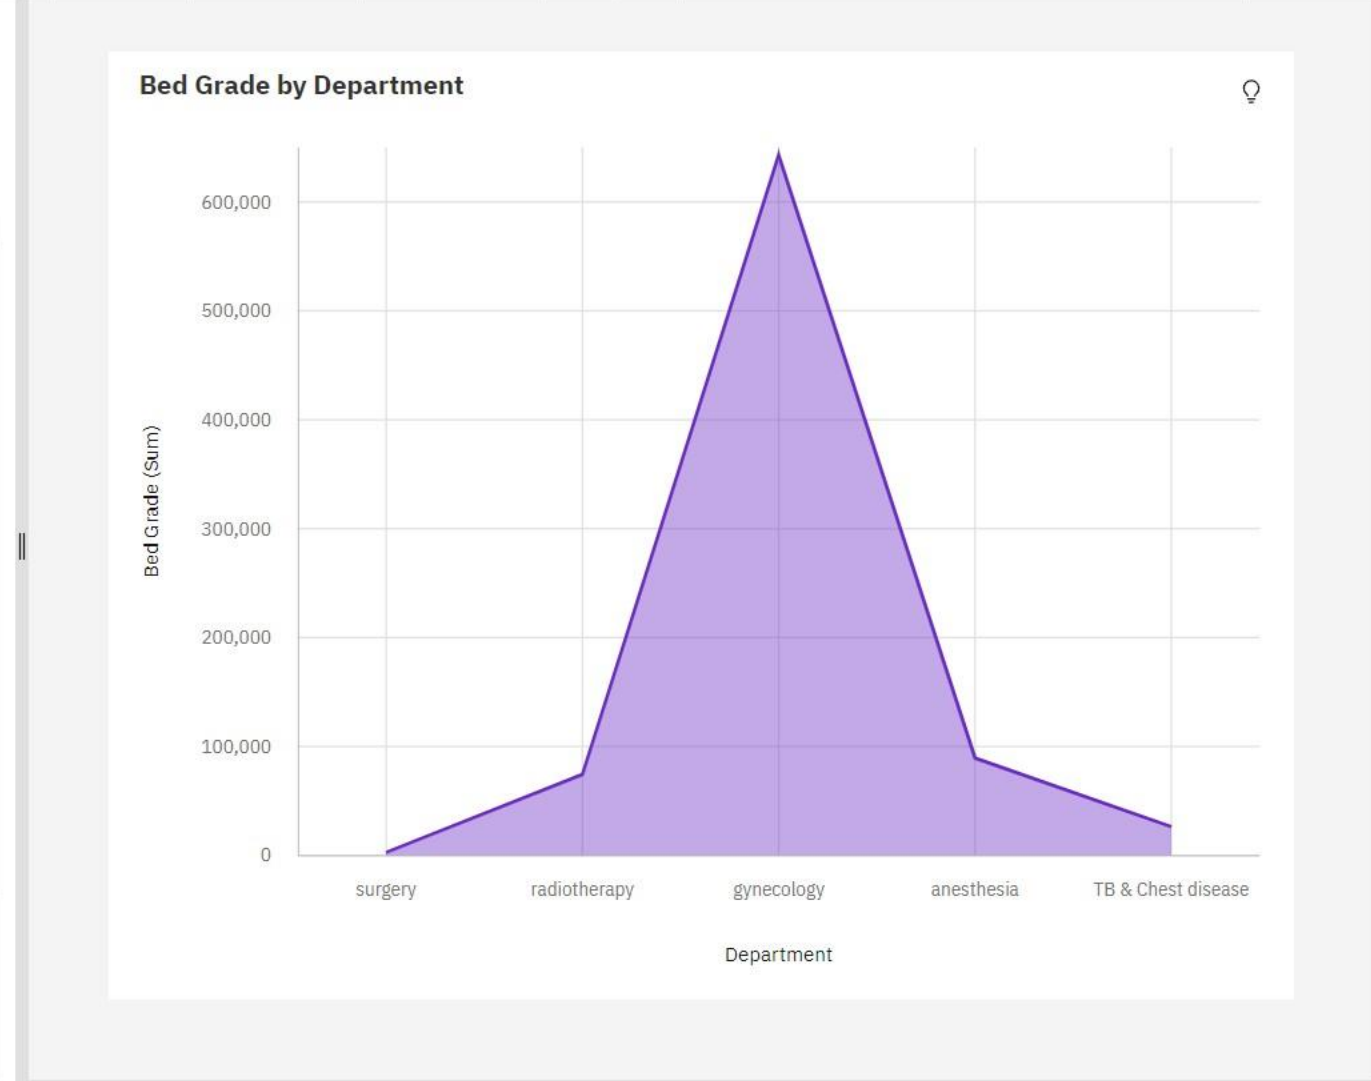 Bed Grade by Department
600,000
500,000
400,000
300,000
200,000
100,000
0
Bed Grade (Sum)
surgery radiotherapy gynecology anesthesia TB & Chest disease
Department